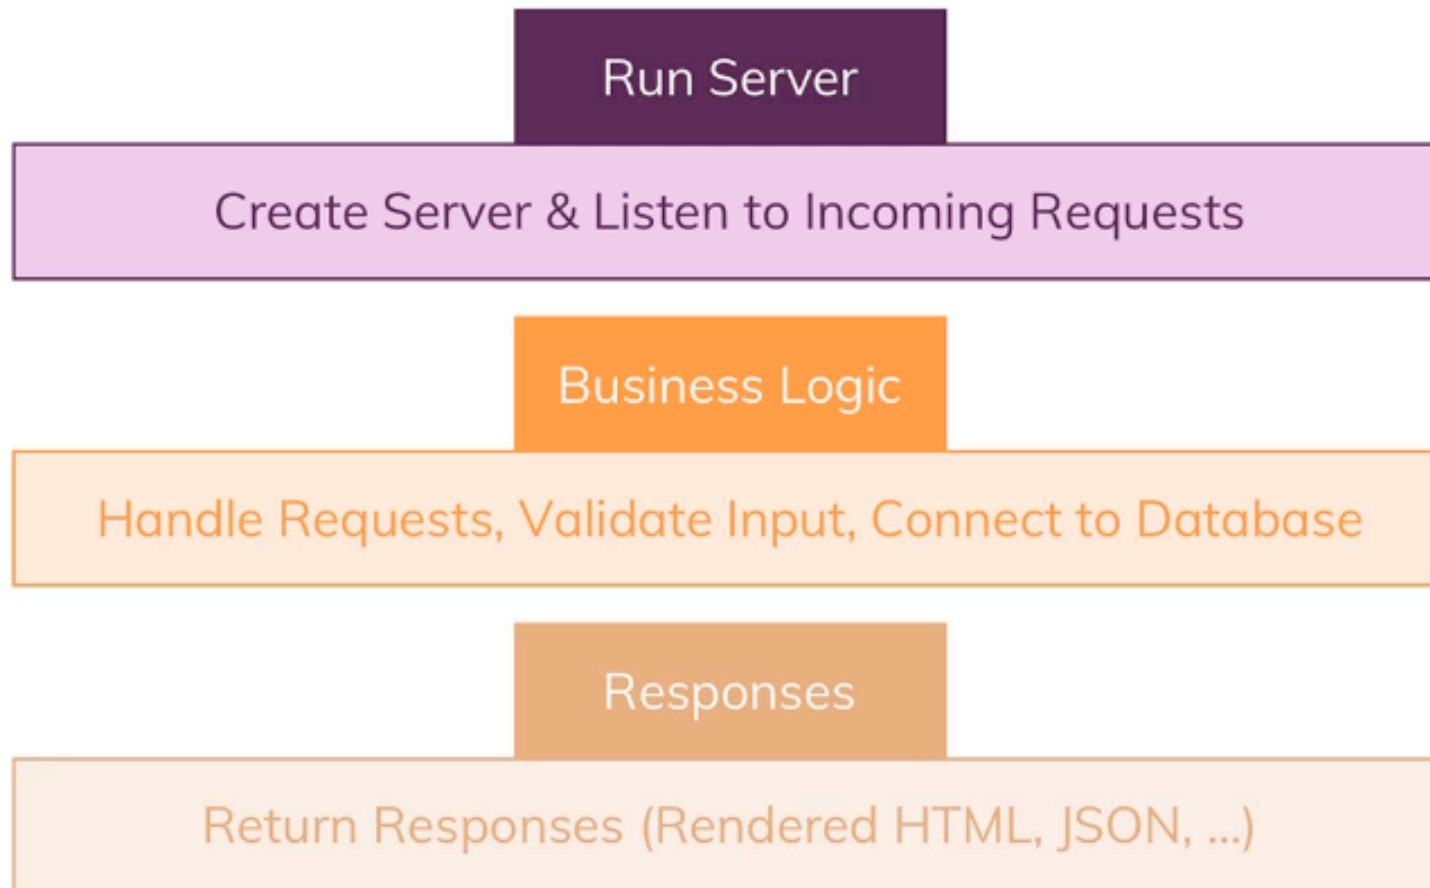 Run Server
Create Server & Listen to Incoming Requests
Business Logic
Handle Requests, Validate Input, Connect to Database
Responses
Return Responses (Rendered HTML, JSON, ...)